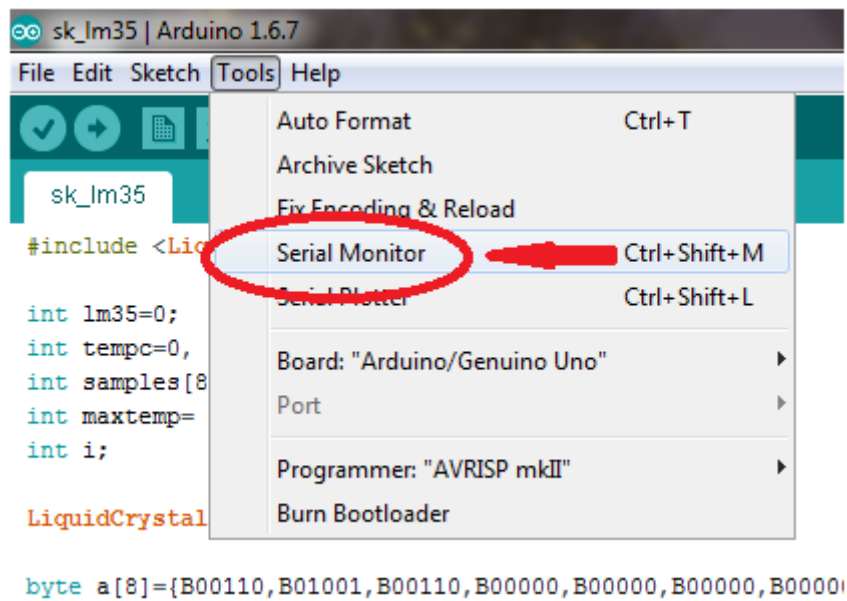 sk_lm35 | Arduino 1.6.7
File Edit Sketch Tools Help
Auto Format Ctrl+T
Archive Sketch
sk_lm35
Fix Encoding & Reload
#include <Liq
Serial Monitor Ctrl+Shift+M
Serial Plotter Ctrl+Shift+L
int lm35=0;
int tempc=0,
Board: "Arduino/Genuino Uno"
int samples[8
Port
int maxtemp=
int i;
Programmer: "AVRISP mkII"
Burn Bootloader
LiquidCrystal
byte a[8]={B00110,B01001,B00110,B00000,B00000,B00000,B0000